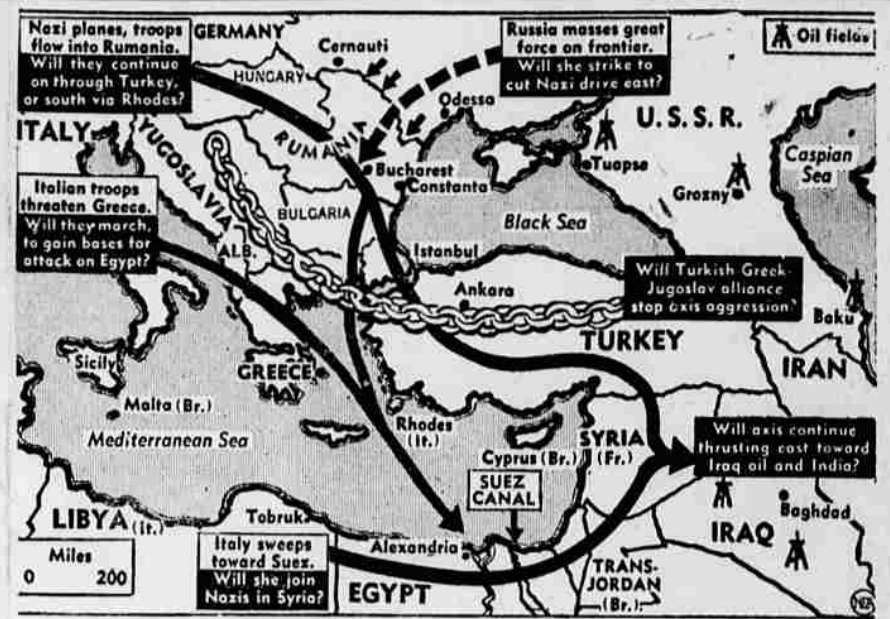 Nazi planes, troops
flow into Rumania.
Will they continue
on through Turkey,
or south via Rhodes?
GERMANY
Cernauti
HUNGARY
Russia masses great
force on frontier.
Will she strike to
cut Nazi drive east?
Oil fields
ITALY
YUGOSLAVIA
RUMANIA
Odessa
U.S.S.R.
Caspian
Sea
Bucharest
Constanta
Tuapse
Grozny
Italian troops
threaten Greece.
Will they march,
to gain bases for
attack on Egypt?
BULGARIA
Black Sea
ALB.
Istanbul
Ankara
Will Turkish-Greek-
Jugoslav alliance
stop axis aggression?
Baku
TURKEY
IRAN
Sicily
GREECE
Malta (Br.)
Rhodes
(It.)
Mediterranean Sea
Cyprus (Br.)
SYRIA
(Fr.)
Will axis continue
thrusting east toward
Iraq oil and India?
SUEZ
CANAL
Baghdad
LIBYA (It.)
Tobruk
IRAQ
Miles
0 200
Italy sweeps
toward Suez.
Will she join
Nazis in Syria?
Alexandria
EGYPT
TRANS-
JORDAN
(Br.)
NEA